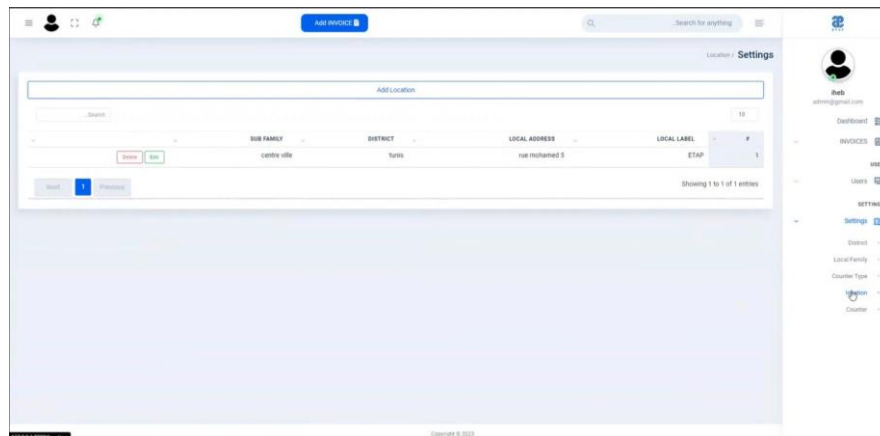 Add INVOICE
..Search for anything
Location / Settings
Add Location
...Search
10
SUB FAMILY
DISTRICT
LOCAL ADDRESS
LOCAL LABEL
#
Delete
Edit
centre ville
tunis
rue mohamed 5
ETAP
1
Next
1
Previous
Showing 1 to 1 of 1 entries
Copyright © 2023
iheb
admin@gmail.com
Dashboard
INVOICES
USE
Users
SETTING
Settings
District
Local Family
Counter Type
Counter